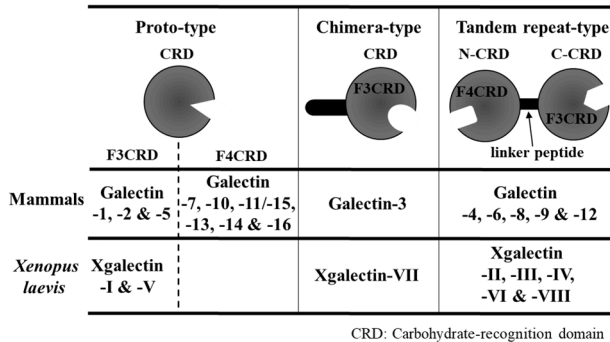 Proto-type
Chimera-type
Tandem repeat-type
CRD
CRD
N-CRD
C-CRD
F3CRD
F4CRD
F3CRD
linker peptide
F3CRD
F4CRD
Mammals
Galectin
-1, -2 & -5
Galectin
-7, -10, -11/-15,
-13, -14 & -16
Galectin-3
Galectin
-4, -6, -8, -9 & -12
Xenopus
laevis
Xgalectin
-I & -V
Xgalectin-VII
Xgalectin
-II, -III, -IV,
-VI & -VIII
CRD: Carbohydrate-recognition domain